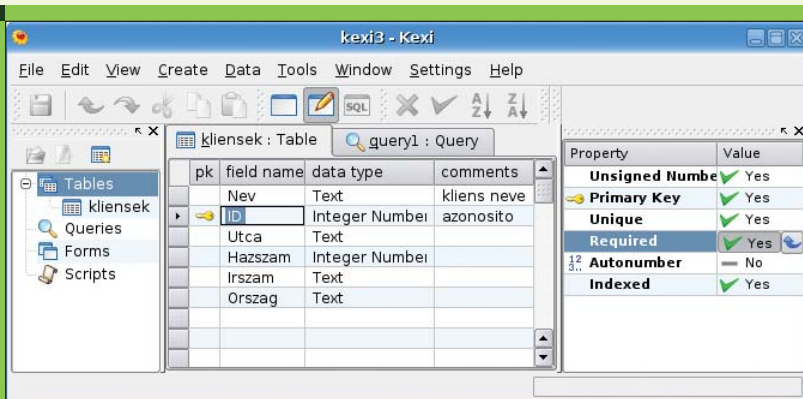 kexi3 - Kexi
File Edit View Create Data Tools Window Settings Help
SQL A Z Z A
kliensek : Table query1 : Query
Tables
kliensek
Queries
Forms
Scripts
pk field name data type comments
Nev Text kliens neve
ID Integer Number azonosito
Utca Text
Hazszam Integer Number
Irszam Text
Orszag Text
Property Value
Unsigned Numbe Yes
Primary Key Yes
Unique Yes
Required Yes
12 3.. Autonumber No
Indexed Yes